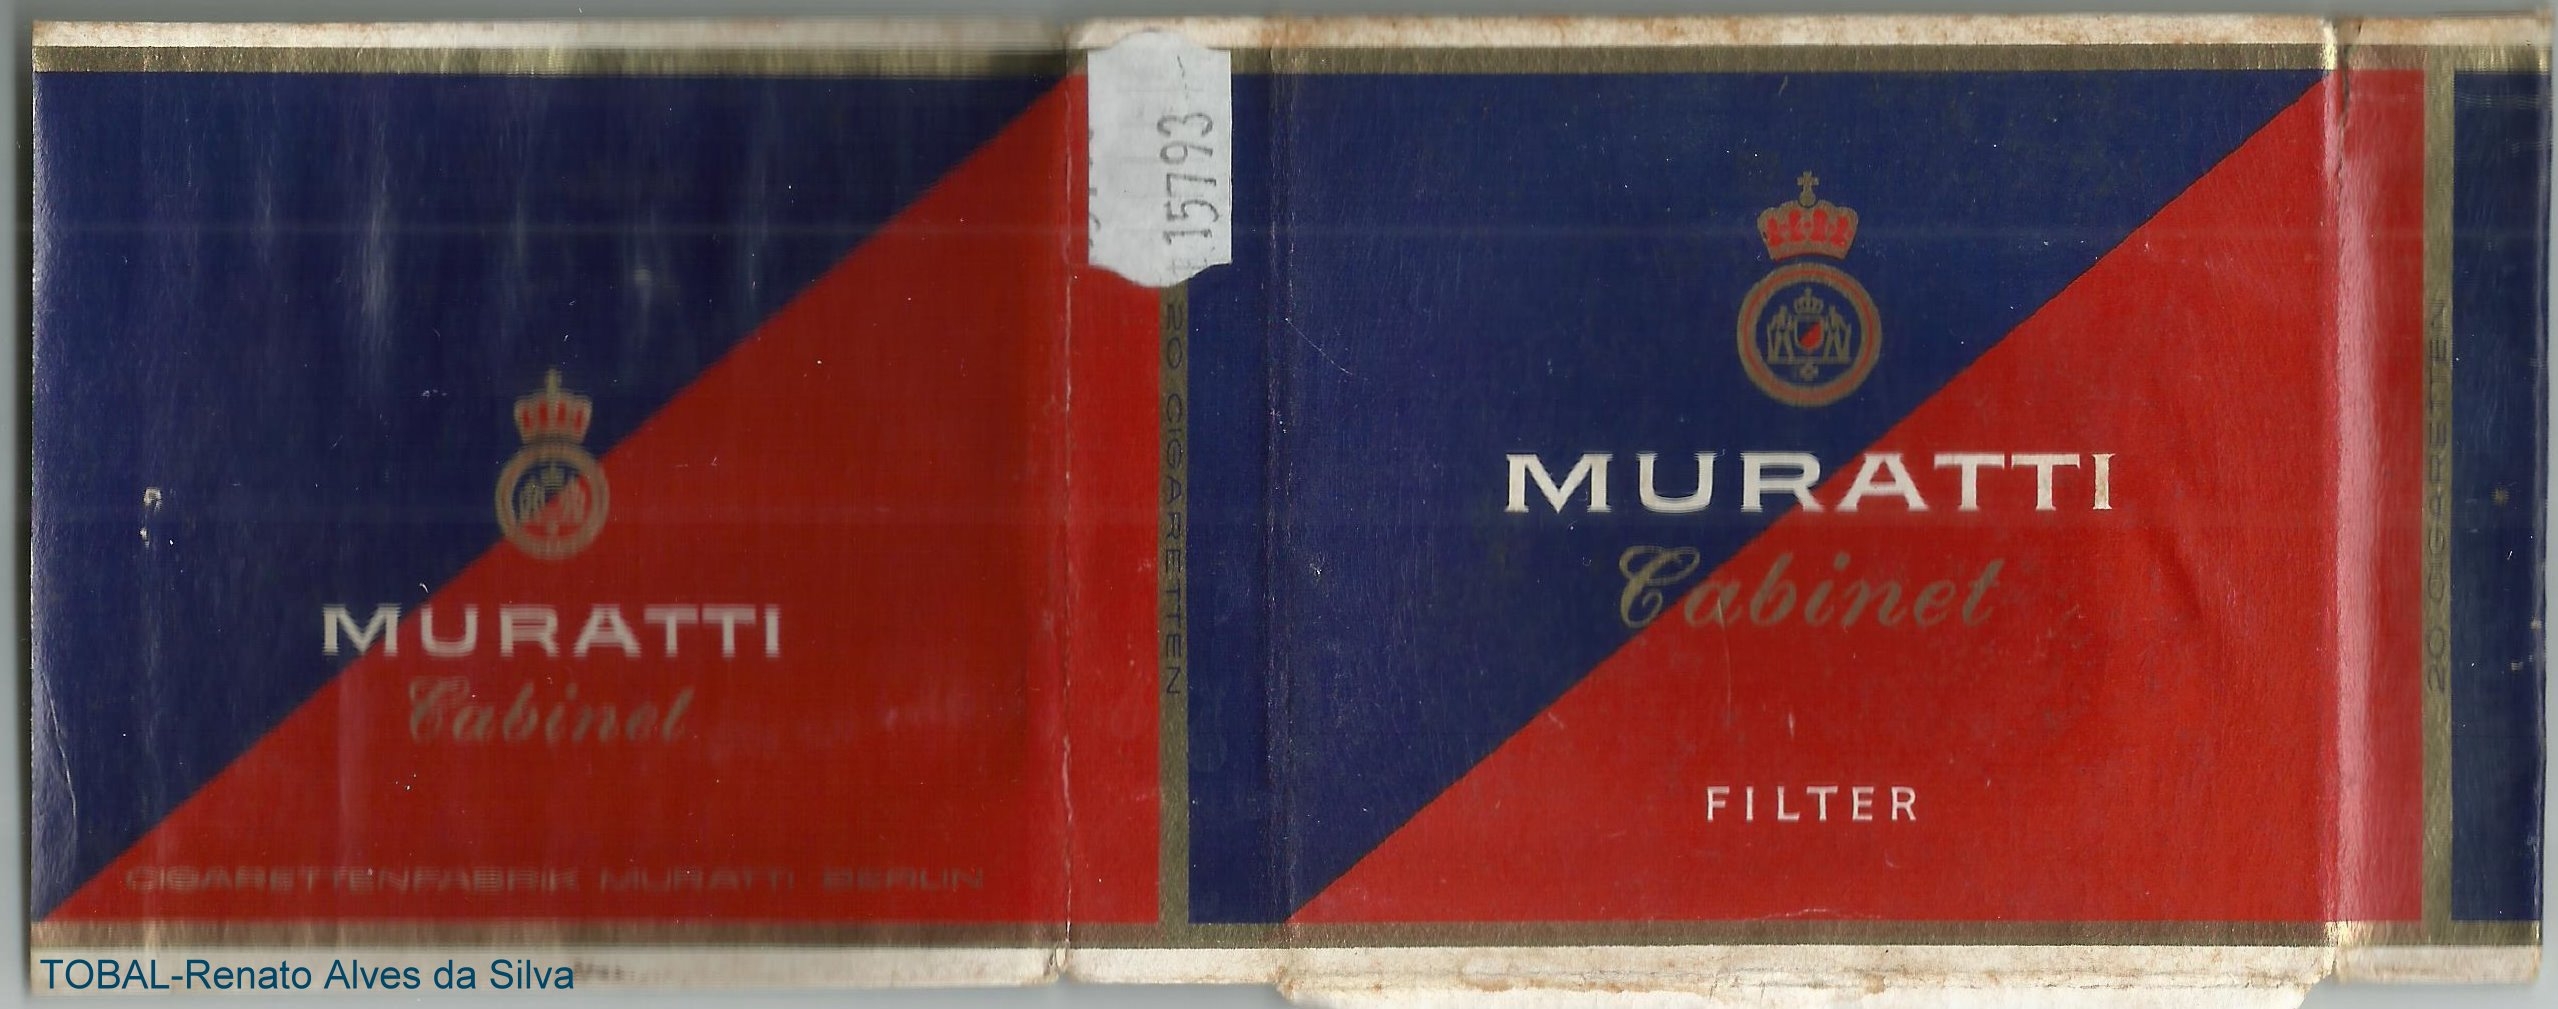 MURATTI
Cabinet
CIGARETTENFABRIK MURATTI BERLIN
15793
20 CIGARETTEN
MURATTI
Cabinet
FILTER
20 CIGARETTEN
TOBAL-Renato Alves da Silva